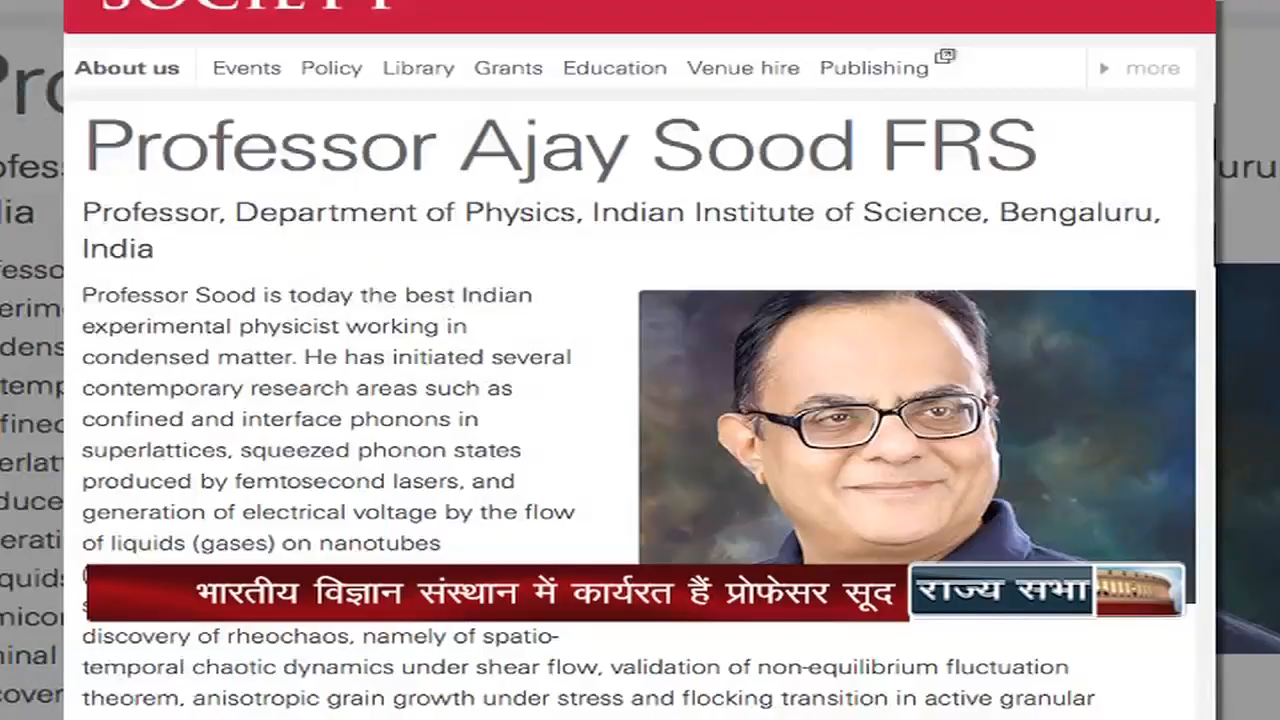 SOCIETY
About us Events Policy Library Grants Education Venue hire Publishing more
Professor Ajay Sood FRS
Professor, Department of Physics, Indian Institute of Science, Bengaluru,
India
Professor Sood is today the best Indian
experimental physicist working in
condensed matter. He has initiated several
contemporary research areas such as
confined and interface phonons in
superlattices, squeezed phonon states
produced by femtosecond lasers, and
generation of electrical voltage by the flow
of liquids (gases) on nanotubes
भारतीय विज्ञान संस्थान में कार्यरत हैं प्रोफेसर सूद राज्य सभा
discovery of rheochaos, namely of spatio-
temporal chaotic dynamics under shear flow, validation of non-equilibrium fluctuation
theorem, anisotropic grain growth under stress and flocking transition in active granular